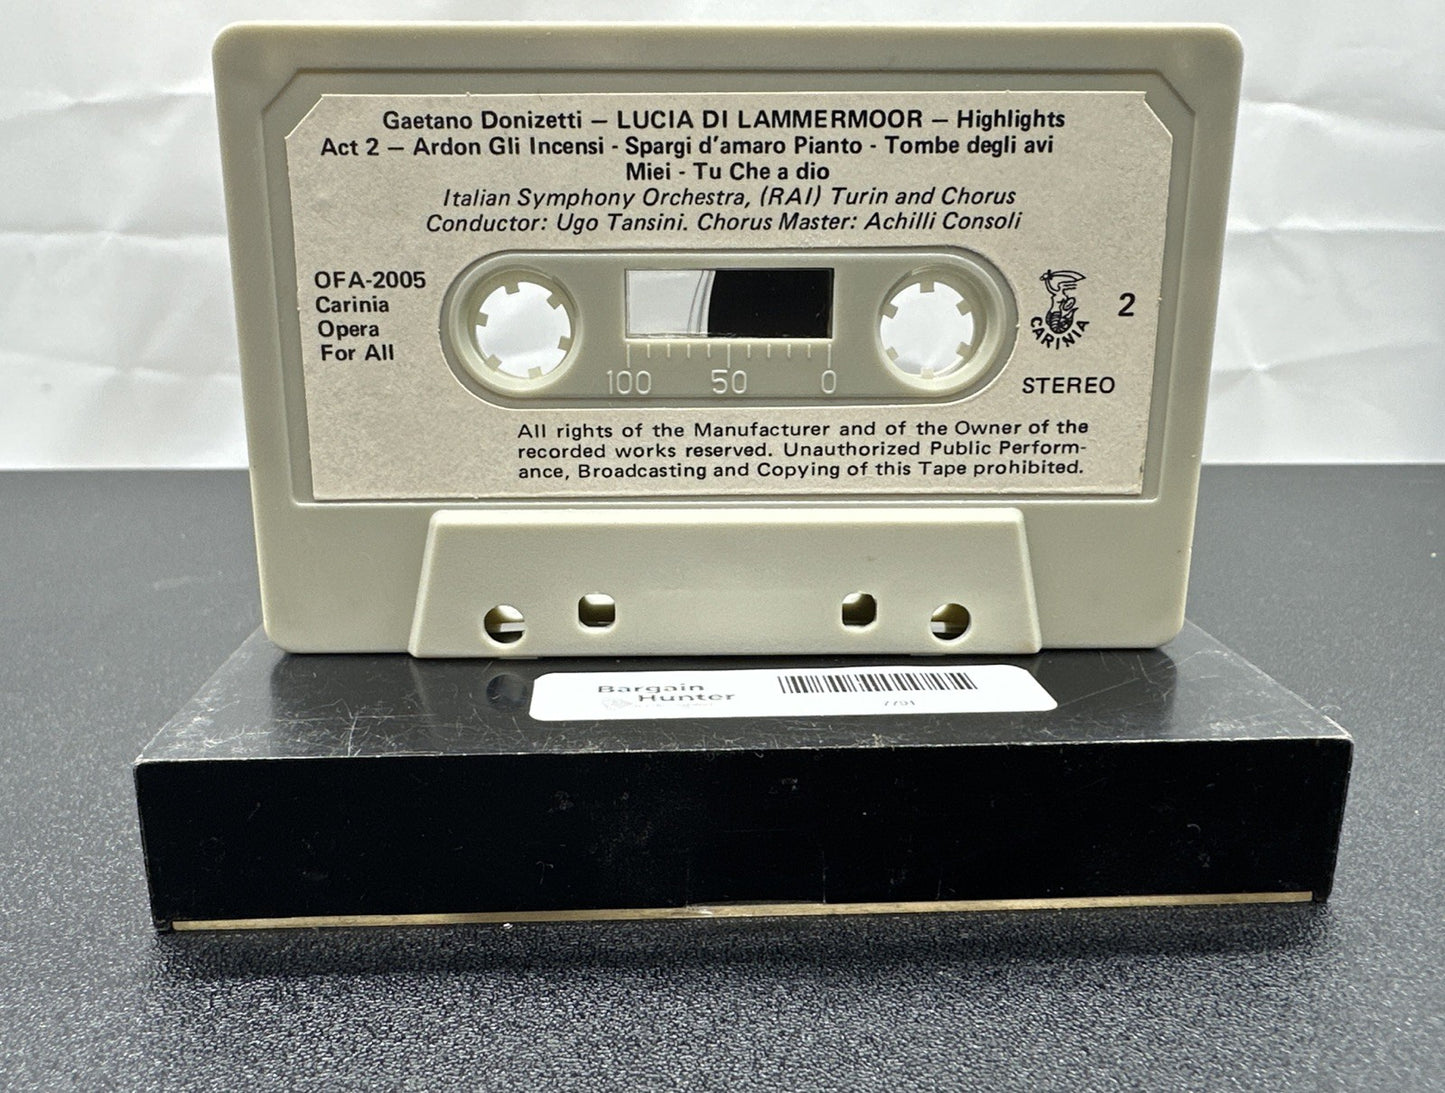 Gaetano Donizetti – LUCIA DI LAMMERMOOR – Highlights
Act 2 – Ardon Gli Incensi - Spargi d'amaro Pianto - Tombe degli avi
Miei - Tu Che a dio
Italian Symphony Orchestra, (RAI) Turin and Chorus
Conductor: Ugo Tansini. Chorus Master: Achilli Consoli
OFA-2005
Carinia
Opera
For All
100 50 0
CARINIA
2
STEREO
All rights of the Manufacturer and of the Owner of the
recorded works reserved. Unauthorized Public Perform-
ance, Broadcasting and Copying of this Tape prohibited.
Bargain
Hunter